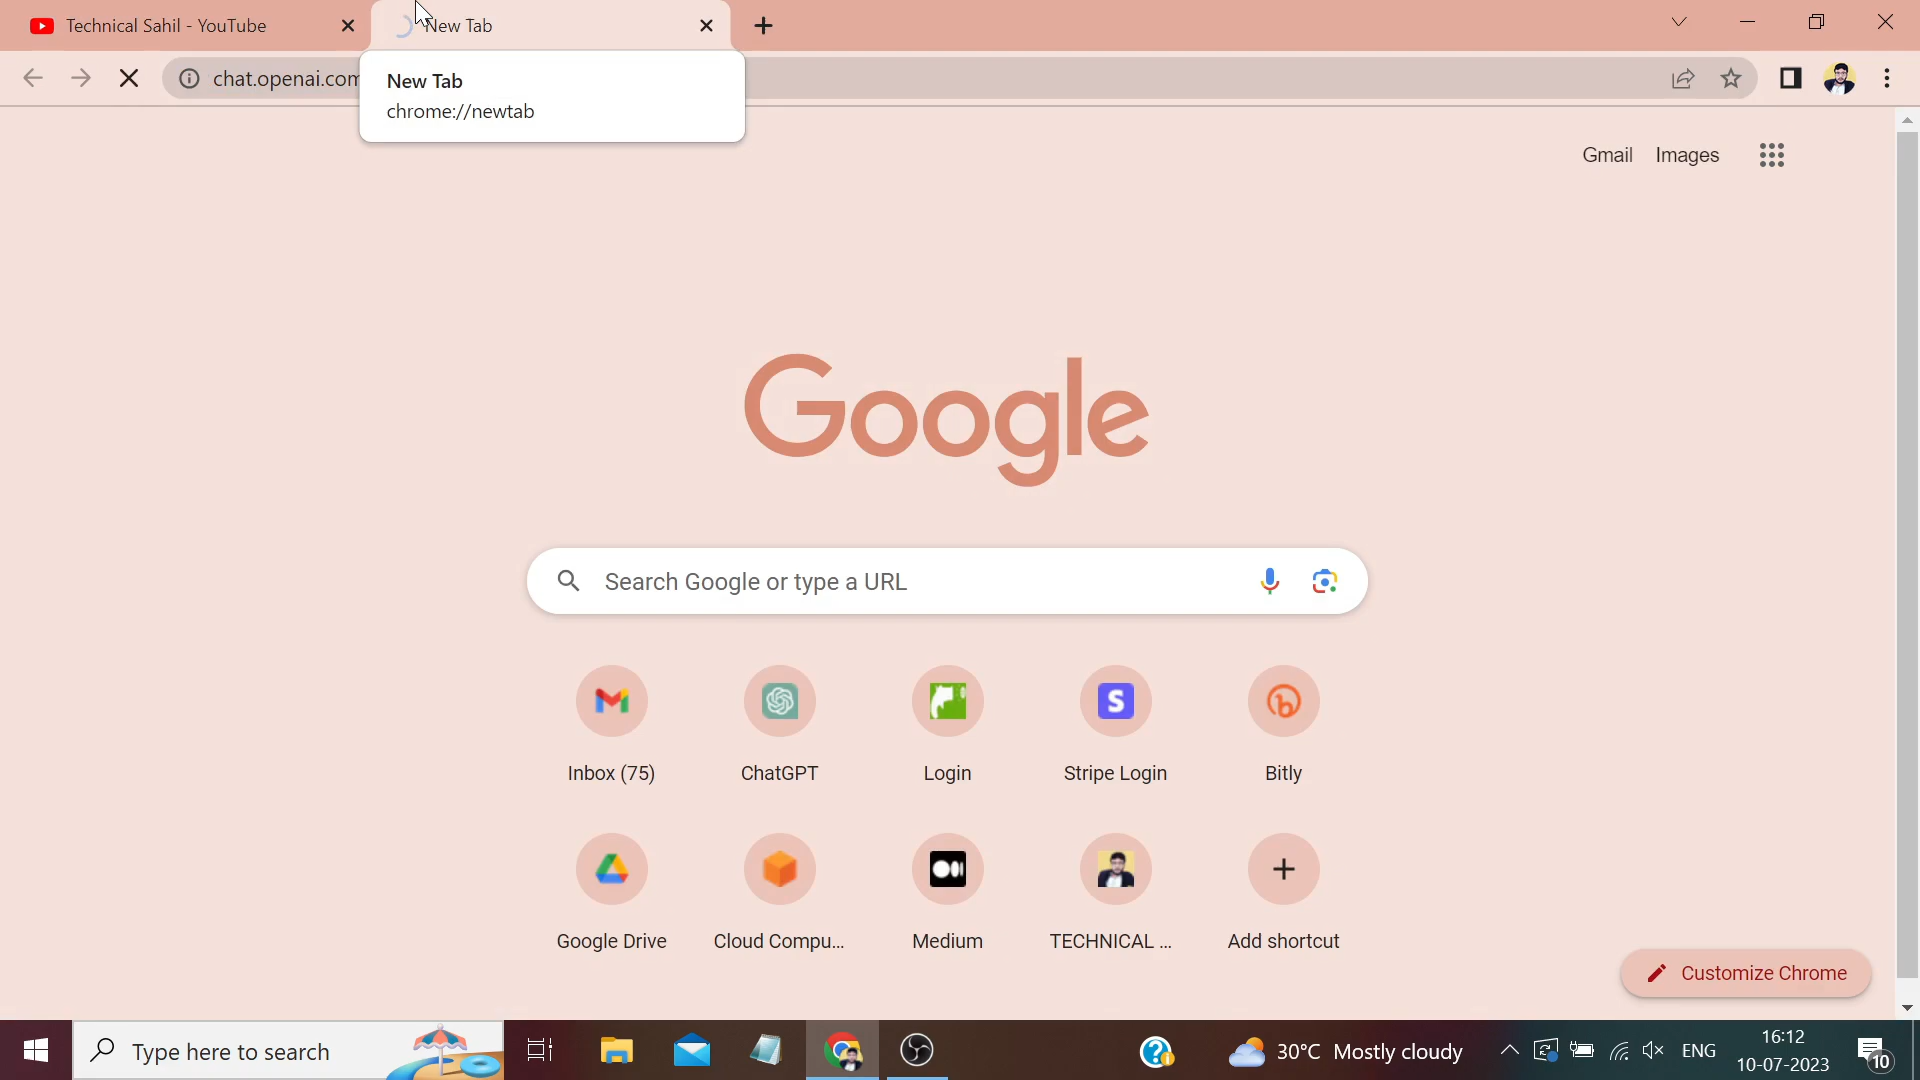 Technical Sahil - YouTube
New Tab
chat.openai.com
New Tab
chrome://newtab
Gmail Images
Google
Search Google or type a URL
Inbox (75) ChatGPT Login Stripe Login Bitly
Google Drive Cloud Compu... Medium TECHNICAL ... Add shortcut
Customize Chrome
Type here to search
30°C Mostly cloudy
ENG
16:12
10-07-2023
10